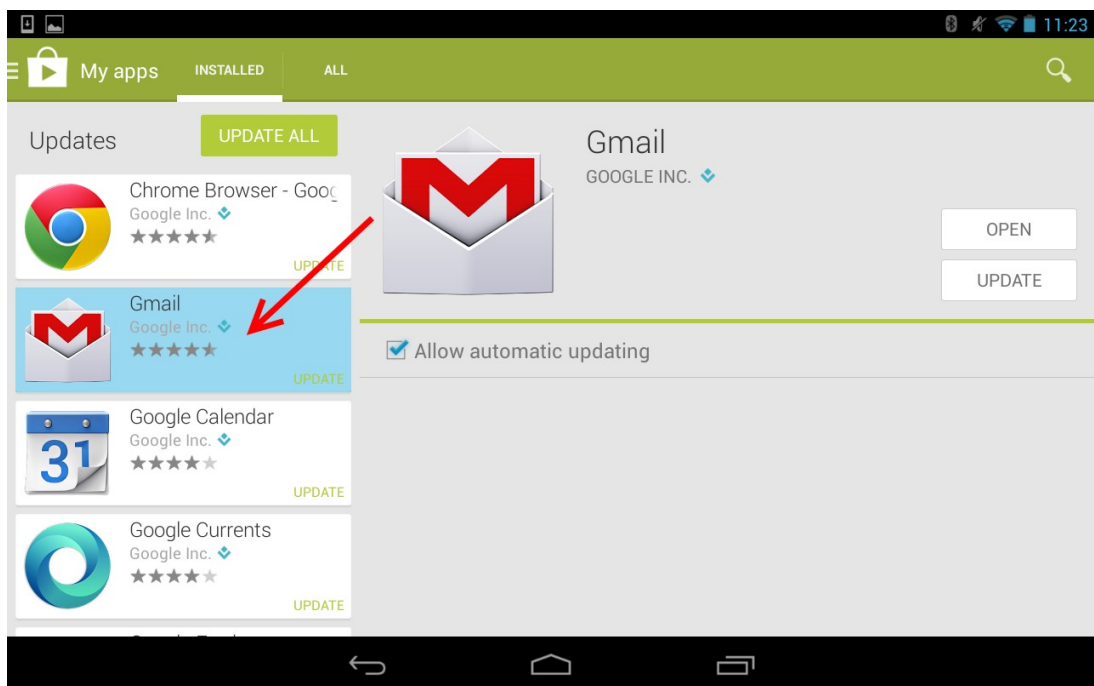 11:23
My apps
INSTALLED
ALL
Updates
UPDATE ALL
Chrome Browser - Goog
Google Inc.
UPDATE
Gmail
Google Inc.
UPDATE
31
Google Calendar
Google Inc.
UPDATE
Google Currents
Google Inc.
UPDATE
Gmail
GOOGLE INC.
OPEN
UPDATE
Allow automatic updating